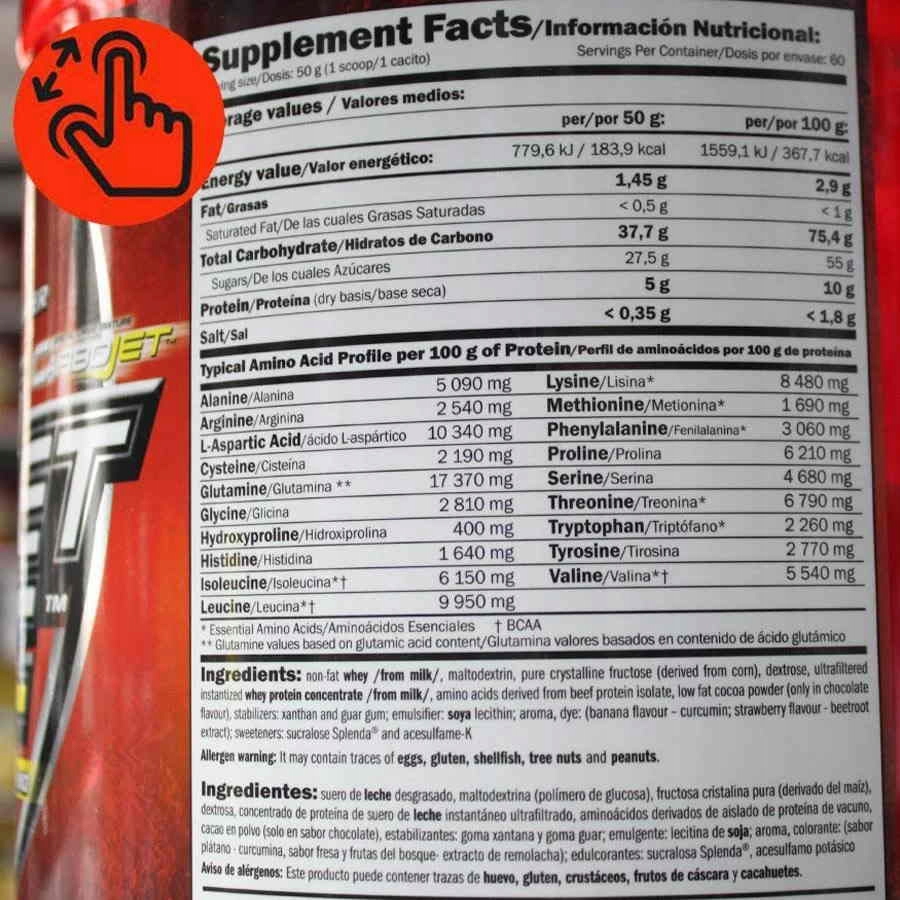 Supplement Facts/Información Nutricional:
size/Dosis: 50 g (1 scoop/1 cacito)
Servings Per Container/Dosis por envase: 60
values / Valores medios:
per/por 50 g: per/por 100 g:
Energy value/Valor energético: 779,6 kJ / 183,9 kcal 1559,1 kJ / 367,7 kcal
Fat/Grasas 1,45 g 2,9 g
Saturated Fat/De las cuales Grasas Saturadas < 0,5 g < 1 g
Total Carbohydrate/Hidratos de Carbono 37,7 g 75,4 g
Sugars/De los cuales Azúcares 27,5 g 55 g
Protein/Proteína (dry basis/base seca) 5 g 10 g
Salt/Sal < 0,35 g < 1,8 g
Typical Amino Acid Profile per 100 g of Protein/Perfil de aminoácidos por 100 g de proteína
Alanine/Alanina 5 090 mg Lysine/Lisina* 8 480 mg
Arginine/Arginina 2 540 mg Methionine/Metionina* 1 690 mg
L-Aspartic Acid/ácido L-aspártico 10 340 mg Phenylalanine/Fenilalanina* 3 060 mg
Cysteine/Cisteína 2 190 mg Proline/Prolina 6 210 mg
Glutamine/Glutamina ** 17 370 mg Serine/Serina 4 680 mg
Glycine/Glicina 2 810 mg Threonine/Treonina* 6 790 mg
Hydroxyproline/Hidroxiprolina 400 mg Tryptophan/Triptófano* 2 260 mg
Histidine/Histidina 1 640 mg Tyrosine/Tirosina 2 770 mg
Isoleucine/Isoleucina*† 6 150 mg Valine/Valina*† 5 540 mg
Leucine/Leucina*† 9 950 mg
* Essential Amino Acids/Aminoácidos Esenciales † BCAA
** Glutamine values based on glutamic acid content/Glutamina valores basados en contenido de ácido glutámico
Ingredients: non-fat whey /from milk/, maltodextrin, pure crystalline fructose (derived from corn), dextrose, ultrafiltered
instantized whey protein concentrate /from milk/, amino acids derived from beef protein isolate, low fat cocoa powder (only in chocolate
flavour), stabilizers: xanthan and guar gum; emulsifier: soya lecithin; aroma, dye: (banana flavour - curcumin; strawberry flavour - beetroot
extract); sweeteners: sucralose Splenda® and acesulfame-K
Allergen warning: It may contain traces of eggs, gluten, shellfish, tree nuts and peanuts.
Ingredientes: suero de leche desgrasado, maltodextrina (polímero de glucosa), fructosa cristalina pura (derivado del maíz),
dextrosa, concentrado de proteína de suero de leche instantáneo ultrafiltrado, aminoácidos derivados de aislado de proteína de vacuno,
cacao en polvo (solo en sabor chocolate), estabilizantes: goma xantana y goma guar; emulgente: lecitina de soja; aroma, colorante: (sabor
plátano - curcumina, sabor fresa y frutas del bosque- extracto de remolacha); edulcorantes: sucralosa Splenda®, acesulfamo potásico
Aviso de alérgenos: Este producto puede contener trazas de huevo, gluten, crustáceos, frutos de cáscara y cacahuetes.
JET
TM